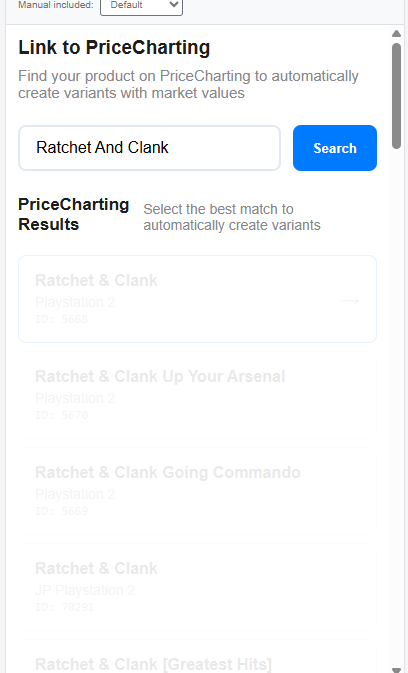 Manual included: Default
Link to PriceCharting
Find your product on PriceCharting to automatically
create variants with market values
Ratchet And Clank
Search
PriceCharting
Results
Select the best match to
automatically create variants
Ratchet & Clank
Playstation 2
ID: 5668
→
Ratchet & Clank Up Your Arsenal
Playstation 2
ID: 5670
Ratchet & Clank Going Commando
Playstation 2
ID: 5669
Ratchet & Clank
JP Playstation 2
Ratchet & Clank [Greatest Hits]